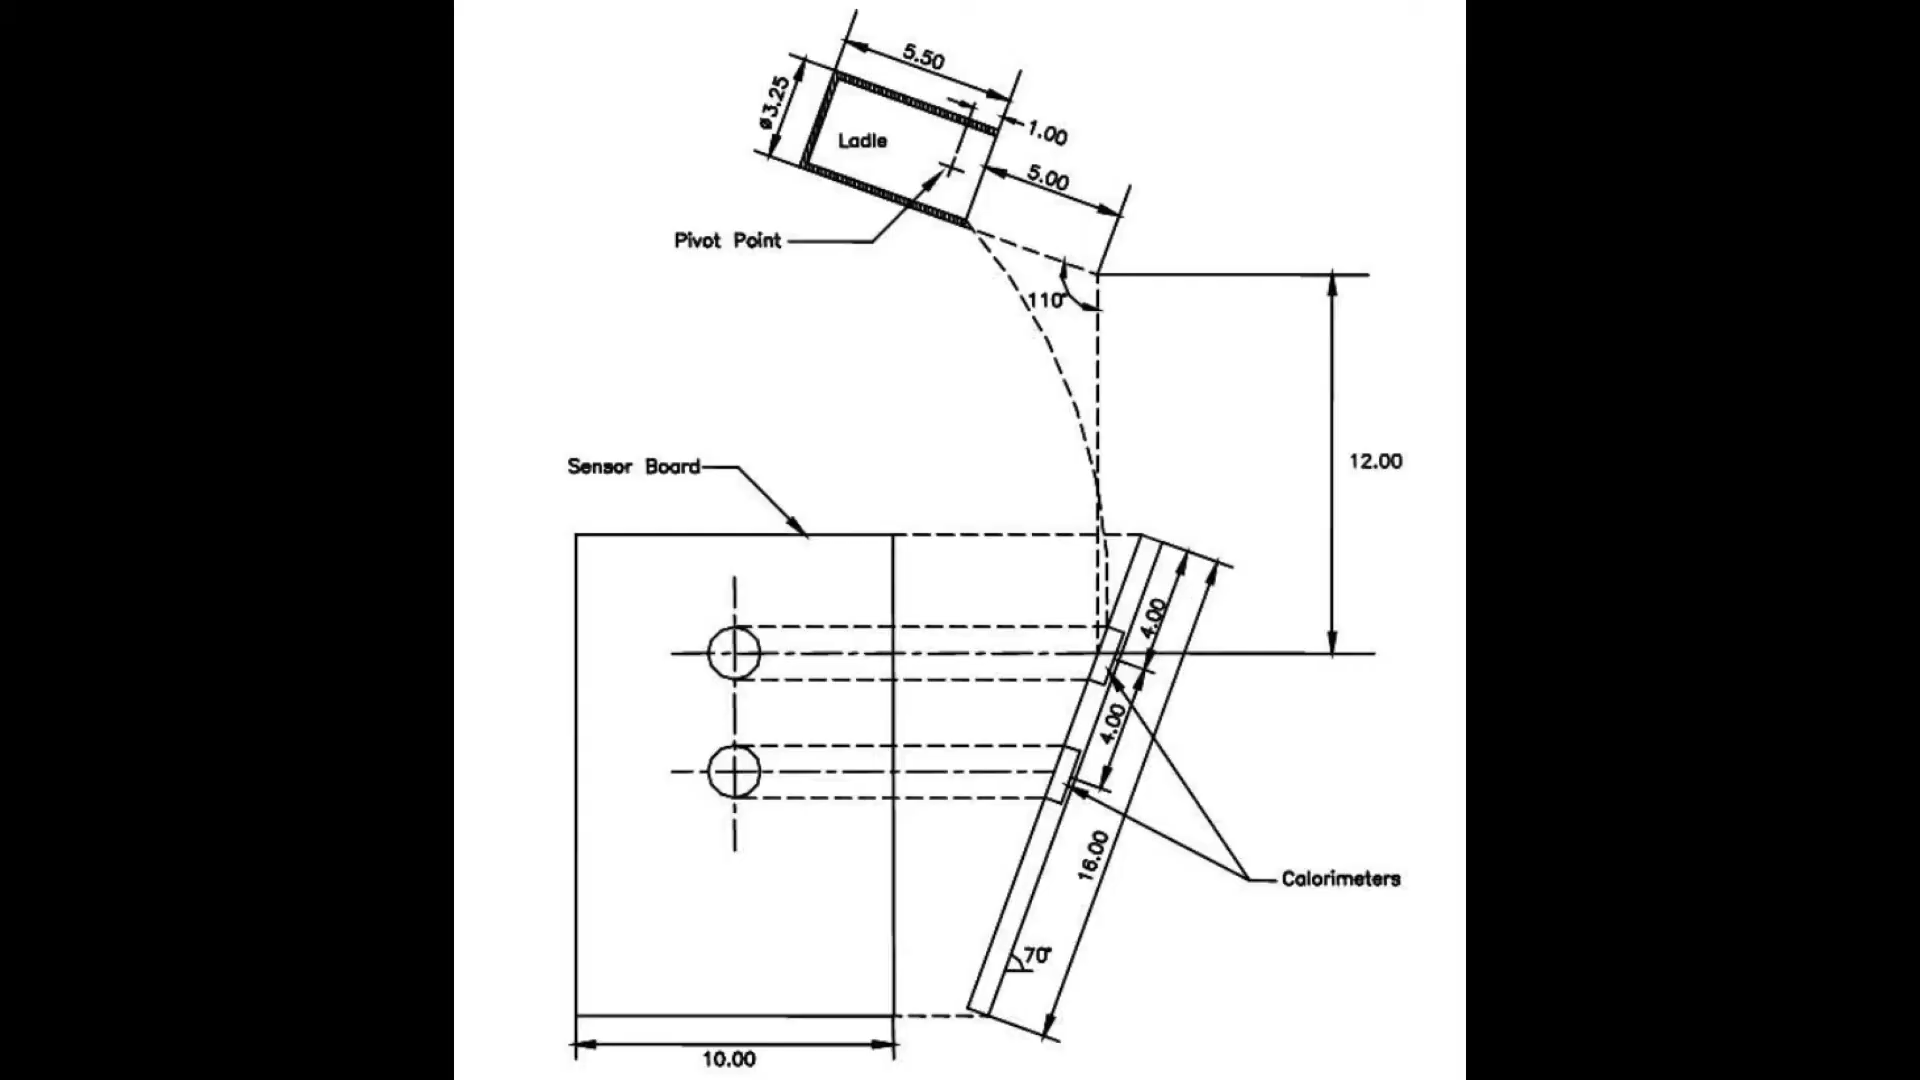 5.50
ø3.25
1.00
Ladle
5.00
Pivot Point
110°
12.00
Sensor Board
4.00
4.00
16.00
Calorimeters
70°
10.00